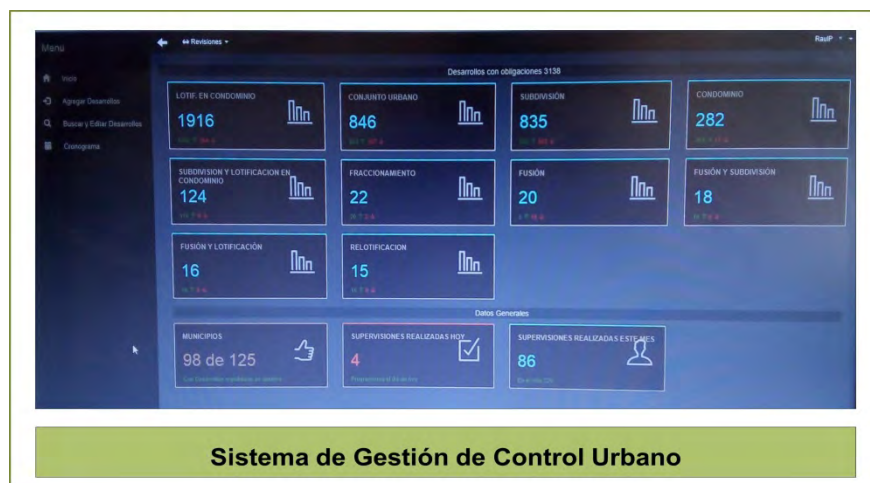 Menú
Revisiones
RaulP
Inicio
Agregar Desarrollos
Buscar y Editar Desarrollos
Cronograma
Desarrollos con obligaciones 3138
LOTIF. EN CONDOMINIO
1916
CONJUNTO URBANO
846
SUBDIVISIÓN
835
CONDOMINIO
282
SUBDIVISION Y LOTIFICACION EN
CONDOMINIO
124
FRACCIONAMIENTO
22
FUSIÓN
20
FUSIÓN Y SUBDIVISIÓN
18
FUSIÓN Y LOTIFICACIÓN
16
RELOTIFICACION
15
Datos Generales
MUNICIPIOS
98 de 125
SUPERVISIONES REALIZADAS HOY
4
SUPERVISIONES REALIZADAS ESTE MES
86
Sistema de Gestión de Control Urbano